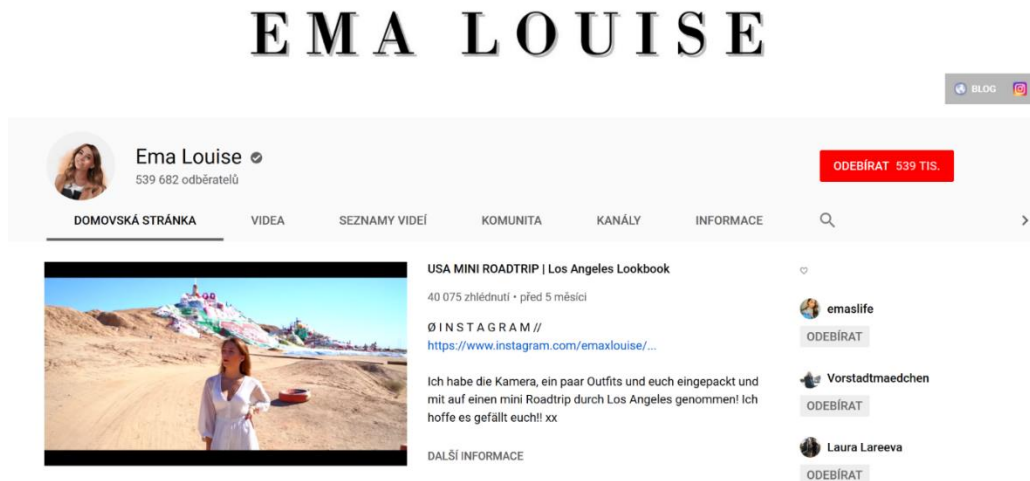 EMA LOUISE
BLOG
Ema Louise
539 682 odběratelů
ODEBÍRAT 539 TIS.
DOMOVSKÁ STRÁNKA VIDEA SEZNAMY VIDEÍ KOMUNITA KANÁLY INFORMACE
USA MINI ROADTRIP | Los Angeles Lookbook
40 075 zhlédnutí • před 5 měsíci
Ø I N S T A G R A M //
https://www.instagram.com/emaxlouise/...
Ich habe die Kamera, ein paar Outfits und euch eingepackt und
mit auf einen mini Roadtrip durch Los Angeles genommen! Ich
hoffe es gefällt euch!! xx
DALŠÍ INFORMACE
emaslife
ODEBÍRAT
Vorstadtmaedchen
ODEBÍRAT
Laura Lareeva
ODEBÍRAT